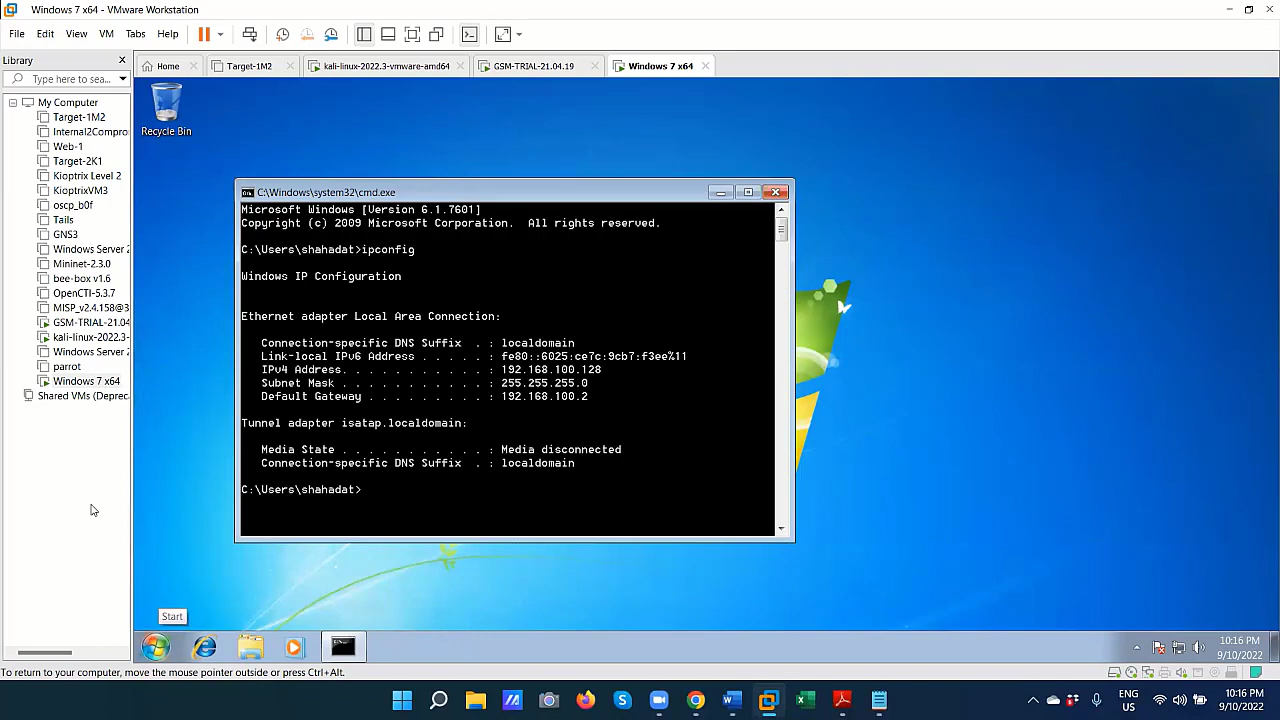 Windows 7 x64 - VMware Workstation
File Edit View VM Tabs Help
Library
Type here to sea...
Home
Target-1M2
kali-linux-2022.3-vmware-amd64
GSM-TRIAL-21.04.19
Windows 7 x64
My Computer
Target-1M2
Internal2Compro
Web-1
Target-2K1
Kioptrix Level 2
KioptrixVM3
oscp_b0f
Tails
GNS3
Windows Server 2
Mininet-2.3.0
bee-box v1.6
OpenCTI-5.3.7
MISP_v2.4.158@3
GSM-TRIAL-21.04
kali-linux-2022.3-
Windows Server 2
parrot
Windows 7 x64
Shared VMs (Deprec
Recycle Bin
C:\Windows\system32\cmd.exe
Microsoft Windows [Version 6.1.7601]
Copyright (c) 2009 Microsoft Corporation.  All rights reserved.
C:\Users\shahadat>ipconfig
Windows IP Configuration
Ethernet adapter Local Area Connection:
Connection-specific DNS Suffix  . : localdomain
Link-local IPv6 Address . . . . . : fe80::6025:ce7c:9cb7:f3ee%11
IPv4 Address. . . . . . . . . . . : 192.168.100.128
Subnet Mask . . . . . . . . . . . : 255.255.255.0
Default Gateway . . . . . . . . . : 192.168.100.2
Tunnel adapter isatap.localdomain:
Media State . . . . . . . . . . . : Media disconnected
Connection-specific DNS Suffix  . : localdomain
C:\Users\shahadat>
Start
10:16 PM
9/10/2022
To return to your computer, move the mouse pointer outside or press Ctrl+Alt.
ENG
US
10:16 PM
9/10/2022